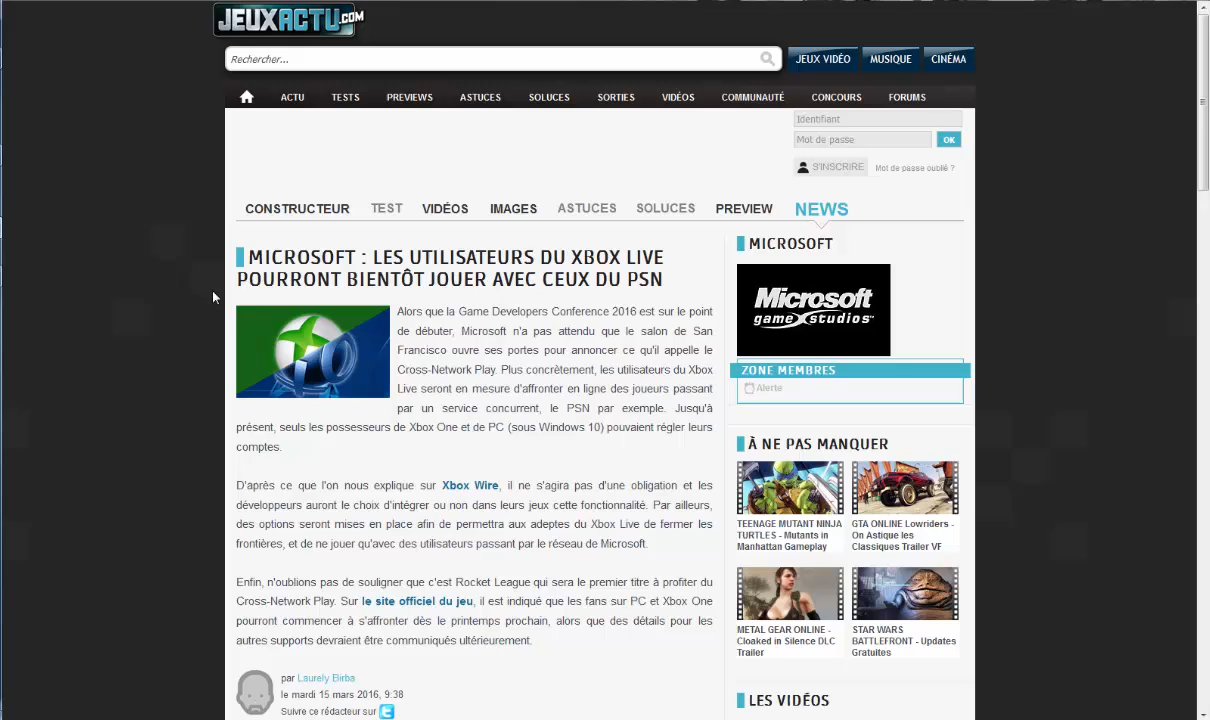 JEUXACTU.COM
Rechercher...
JEUX VIDÉO
MUSIQUE
CINÉMA
ACTU
TESTS
PREVIEWS
ASTUCES
SOLUCES
SORTIES
VIDÉOS
COMMUNAUTÉ
CONCOURS
FORUMS
Identifiant
Mot de passe
OK
S'INSCRIRE
Mot de passe oublié ?
CONSTRUCTEUR
TEST
VIDÉOS
IMAGES
ASTUCES
SOLUCES
PREVIEW
NEWS
MICROSOFT : LES UTILISATEURS DU XBOX LIVE
POURRONT BIENTÔT JOUER AVEC CEUX DU PSN
Alors que la Game Developers Conference 2016 est sur le point
de débuter, Microsoft n'a pas attendu que le salon de San
Francisco ouvre ses portes pour annoncer ce qu'il appelle le
Cross-Network Play. Plus concrètement, les utilisateurs du Xbox
Live seront en mesure d'affronter en ligne des joueurs passant
par un service concurrent, le PSN par exemple. Jusqu'à
présent, seuls les possesseurs de Xbox One et de PC (sous Windows 10) pouvaient régler leurs
comptes.
D'après ce que l'on nous explique sur Xbox Wire, il ne s'agira pas d'une obligation et les
développeurs auront le choix d'intégrer ou non dans leurs jeux cette fonctionnalité. Par ailleurs,
des options seront mises en place afin de permettra aux adeptes du Xbox Live de fermer les
frontières, et de ne jouer qu'avec des utilisateurs passant par le réseau de Microsoft.
Enfin, n'oublions pas de souligner que c'est Rocket League qui sera le premier titre à profiter du
Cross-Network Play. Sur le site officiel du jeu, il est indiqué que les fans sur PC et Xbox One
pourront commencer à s'affronter dès le printemps prochain, alors que des détails pour les
autres supports devraient être communiqués ultérieurement.
par Laurely Birba
le mardi 15 mars 2016, 9:38
Suivre ce rédacteur sur
MICROSOFT
Microsoft
game studios™
ZONE MEMBRES
Alerte
À NE PAS MANQUER
TEENAGE MUTANT NINJA
TURTLES - Mutants in
Manhattan Gameplay
GTA ONLINE Lowriders -
On Astique les
Classiques Trailer VF
METAL GEAR ONLINE -
Cloaked in Silence DLC
Trailer
STAR WARS
BATTLEFRONT - Updates
Gratuites
LES VIDÉOS